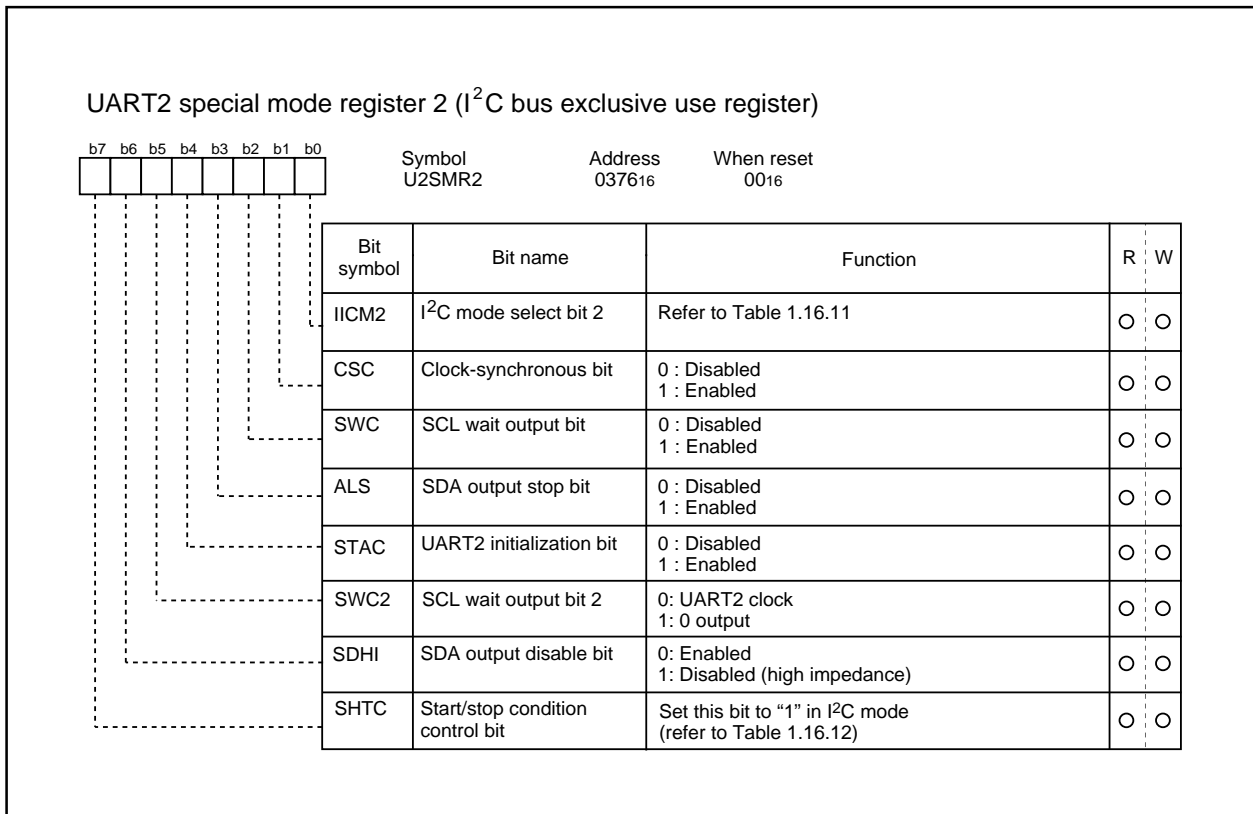 UART2 special mode register 2 (I2C bus exclusive use register)
b7 b6 b5 b4 b3 b2 b1 b0
Symbol Address When reset
U2SMR2 037616 0016
Bit symbol Bit name Function R W
IICM2 I2C mode select bit 2 Refer to Table 1.16.11
CSC Clock-synchronous bit 0 : Disabled
1 : Enabled
SWC SCL wait output bit 0 : Disabled
1 : Enabled
ALS SDA output stop bit 0 : Disabled
1 : Enabled
STAC UART2 initialization bit 0 : Disabled
1 : Enabled
SWC2 SCL wait output bit 2 0: UART2 clock
1: 0 output
SDHI SDA output disable bit 0: Enabled
1: Disabled (high impedance)
SHTC Start/stop condition Set this bit to “1” in I2C mode
control bit (refer to Table 1.16.12)